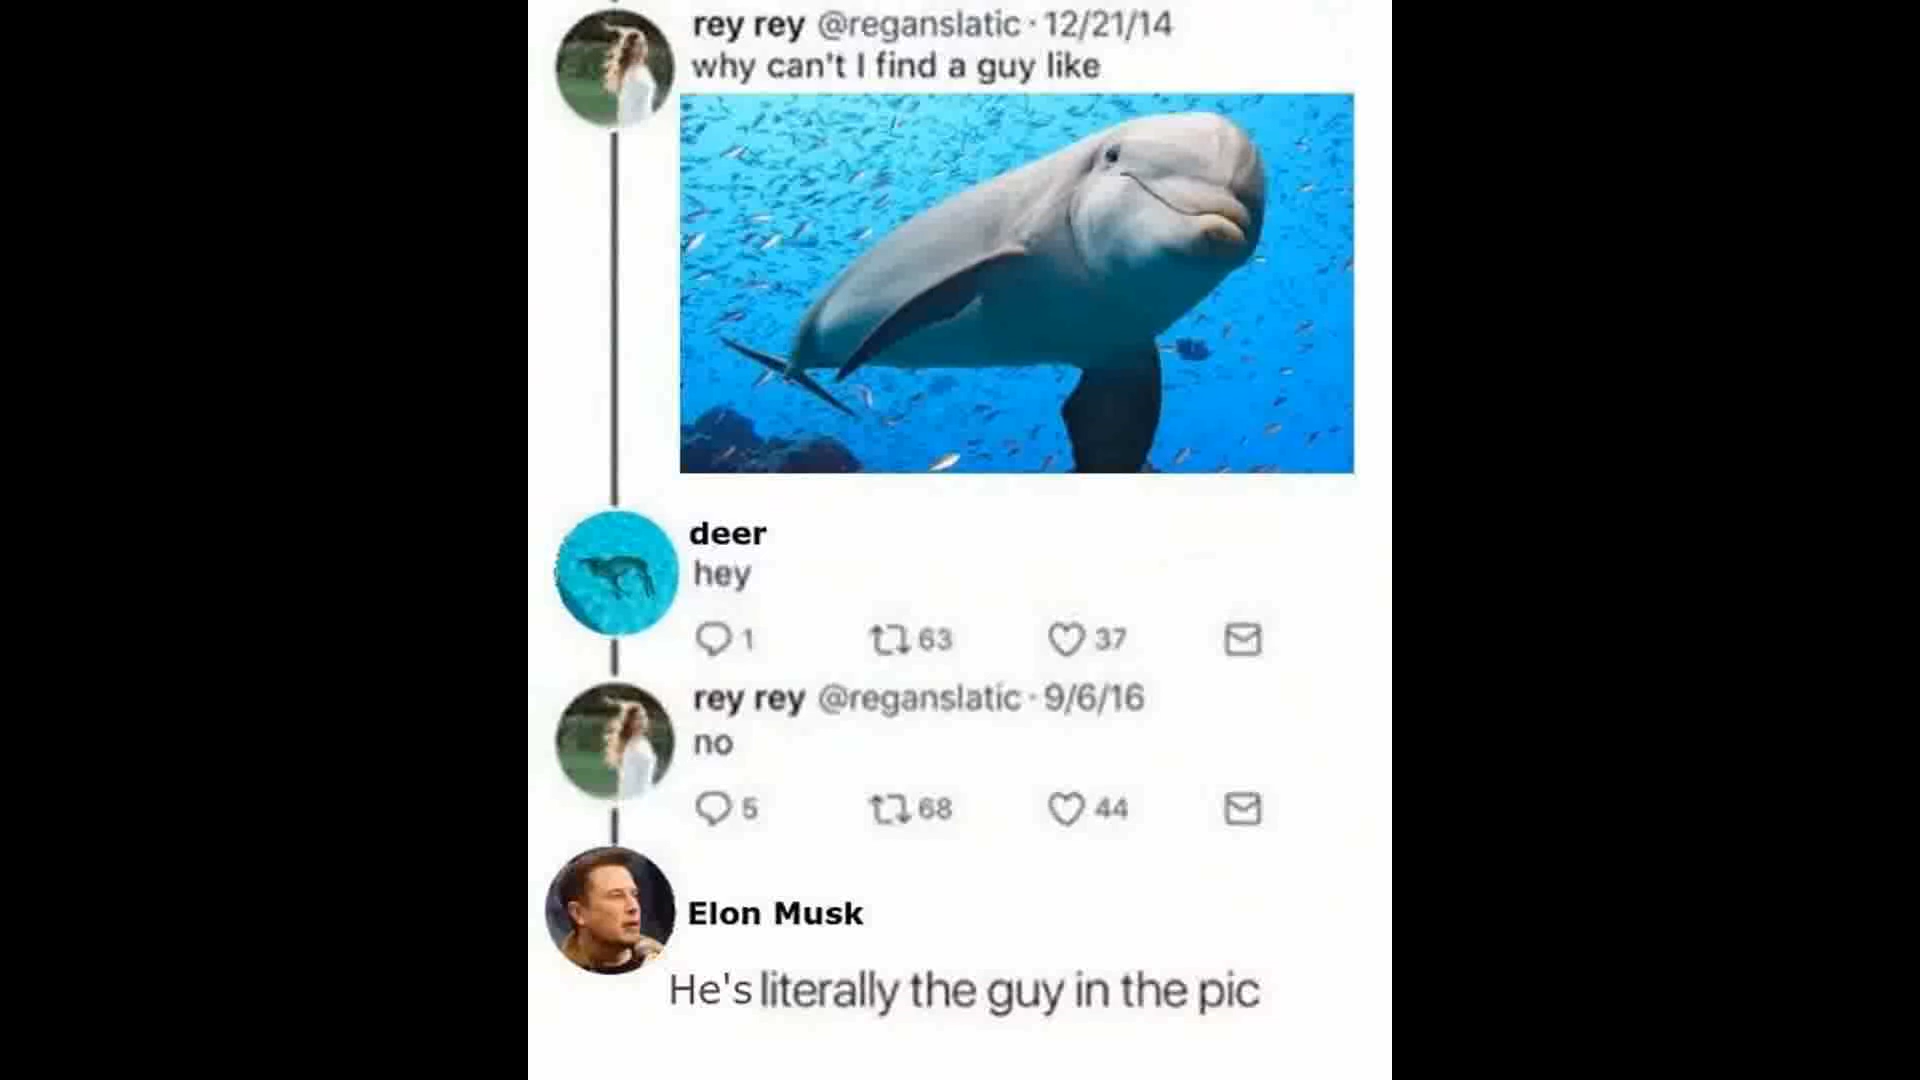 rey rey @reganslatic · 12/21/14
why can't I find a guy like
deer
hey
1 63 37
rey rey @reganslatic · 9/6/16
no
5 68 44
Elon Musk
He's literally the guy in the pic